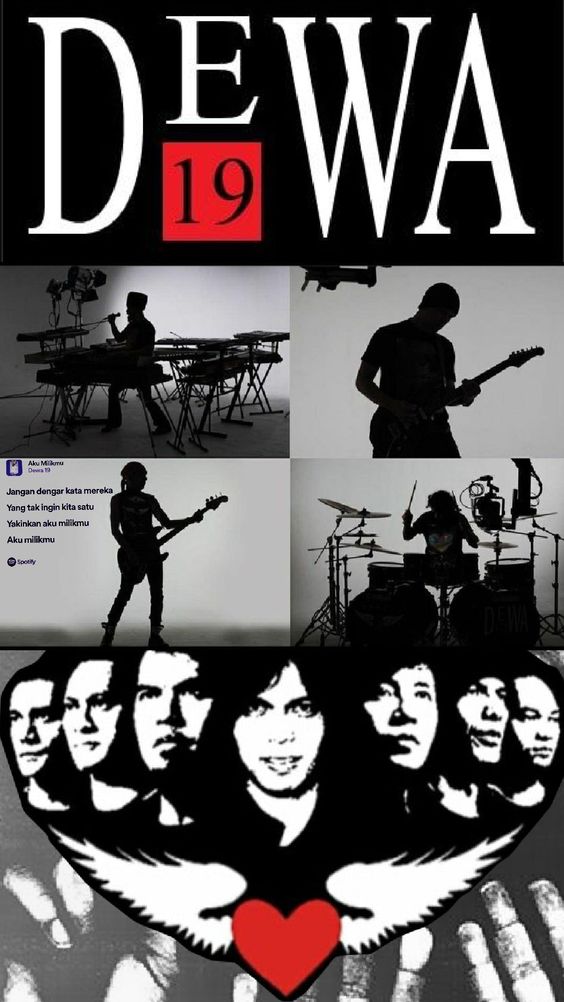 DEWA
19
Aku Milikmu
Dewa 19
Jangan dengar kata mereka
Yang tak ingin kita satu
Yakinkan aku milikmu
Aku milikmu
Spotify
DEWA